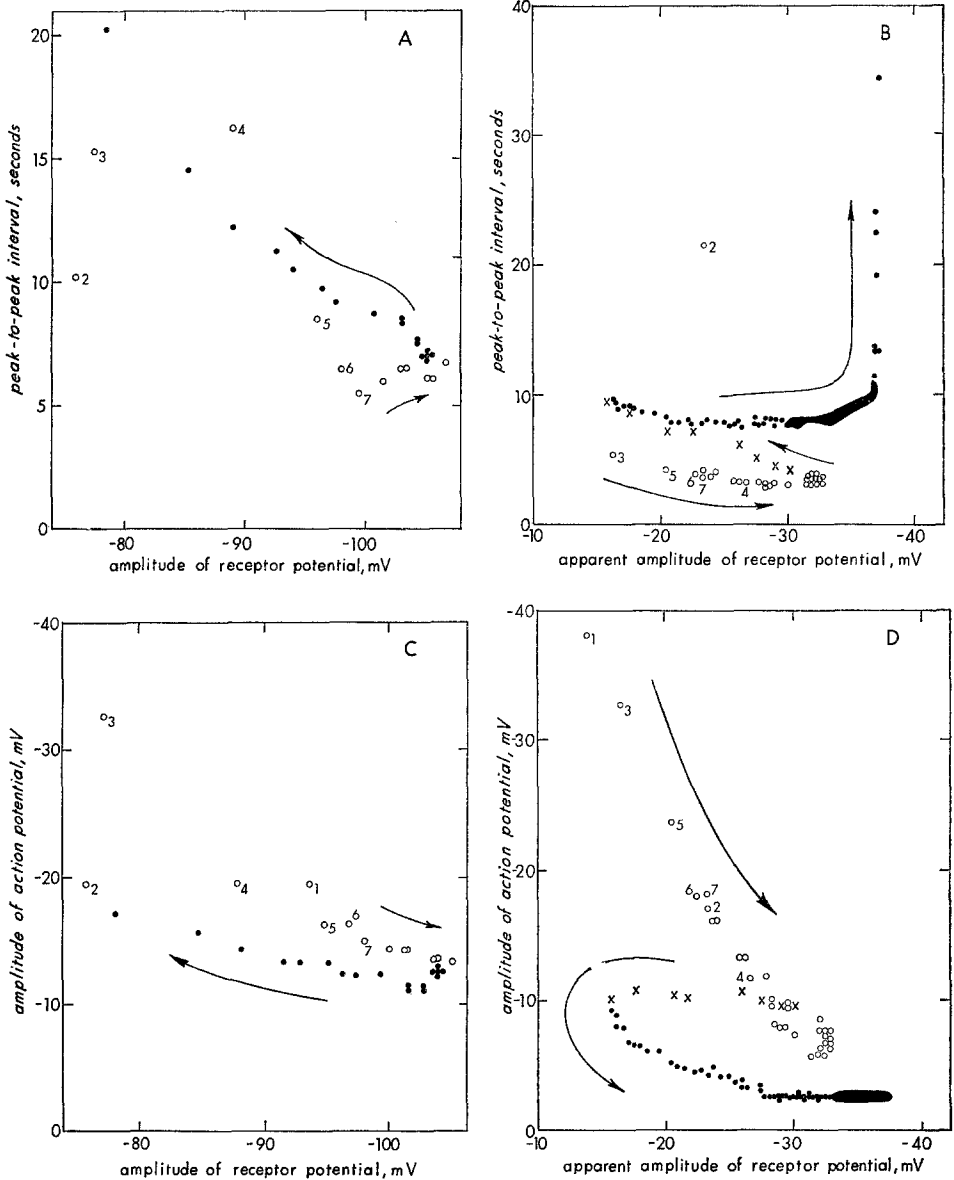 A
20
15
10
5
0
peak-to-peak interval, seconds
4
3
2
5
6
7
-80
-90
-100
amplitude of receptor potential, mV
B
40
30
20
10
0
peak-to-peak interval, seconds
2
x
x
x
x
x
x
x
x
3
5
7
4
-10
-20
-30
-40
apparent amplitude of receptor potential, mV
C
-40
-30
-20
-10
0
amplitude of action potential, mV
3
2
4
1
5
6
7
-80
-90
-100
amplitude of receptor potential, mV
D
-40
-30
-20
-10
0
amplitude of action potential, mV
1
3
5
6
7
2
4
x
x
x
x
x
x
x
x
-10
-20
-30
-40
apparent amplitude of receptor potential, mV